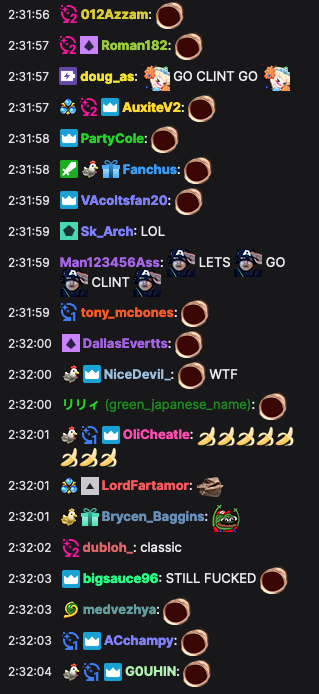 2:31:56 012Azzam:
2:31:57 Roman182:
2:31:57 doug_as: GO CLINT GO
2:31:57 AuxiteV2:
2:31:58 PartyCole:
2:31:58 Fanchus:
2:31:59 VAcoltsfan20:
2:31:59 Sk_Arch: LOL
2:31:59 Man123456Ass: LETS GO
CLINT
2:31:59 tony_mcbones:
2:32:00 DallasEvertts:
2:32:00 NiceDevil_: WTF
2:32:00 リリィ (green_japanese_name):
2:32:01 OliCheatle:
2:32:01 LordFartamor:
2:32:01 Brycen_Baggins:
2:32:02 dubloh_: classic
2:32:03 bigsauce96: STILL FUCKED
2:32:03 medvezhya:
2:32:03 ACchampy:
2:32:04 G0UHIN: